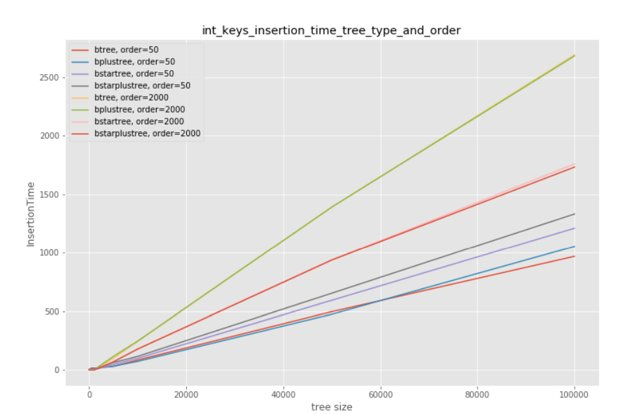 int_keys_insertion_time_tree_type_and_order
btree, order=50
bplustree, order=50
bstartree, order=50
bstarplustree, order=50
btree, order=2000
bplustree, order=2000
bstartree, order=2000
bstarplustree, order=2000
2500
2000
1500
1000
500
0
InsertionTime
0 20000 40000 60000 80000 100000
tree size